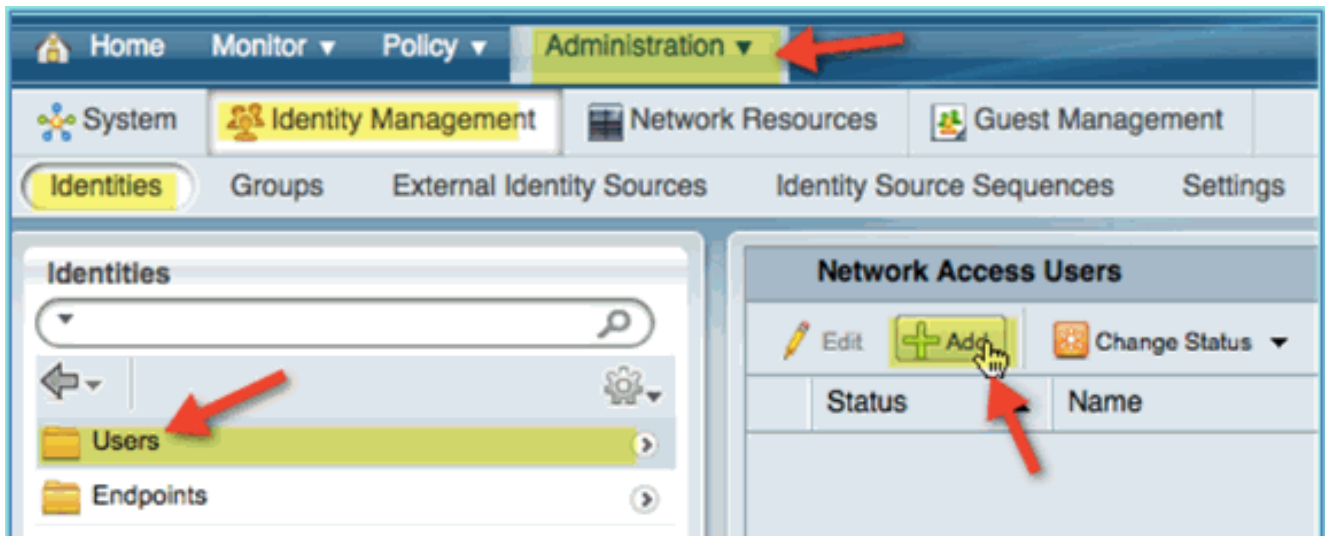 Home Monitor Policy Administration
System Identity Management Network Resources Guest Management
Identities Groups External Identity Sources Identity Source Sequences Settings
Identities
Users
Endpoints
Network Access Users
Edit Add Change Status
Status Name